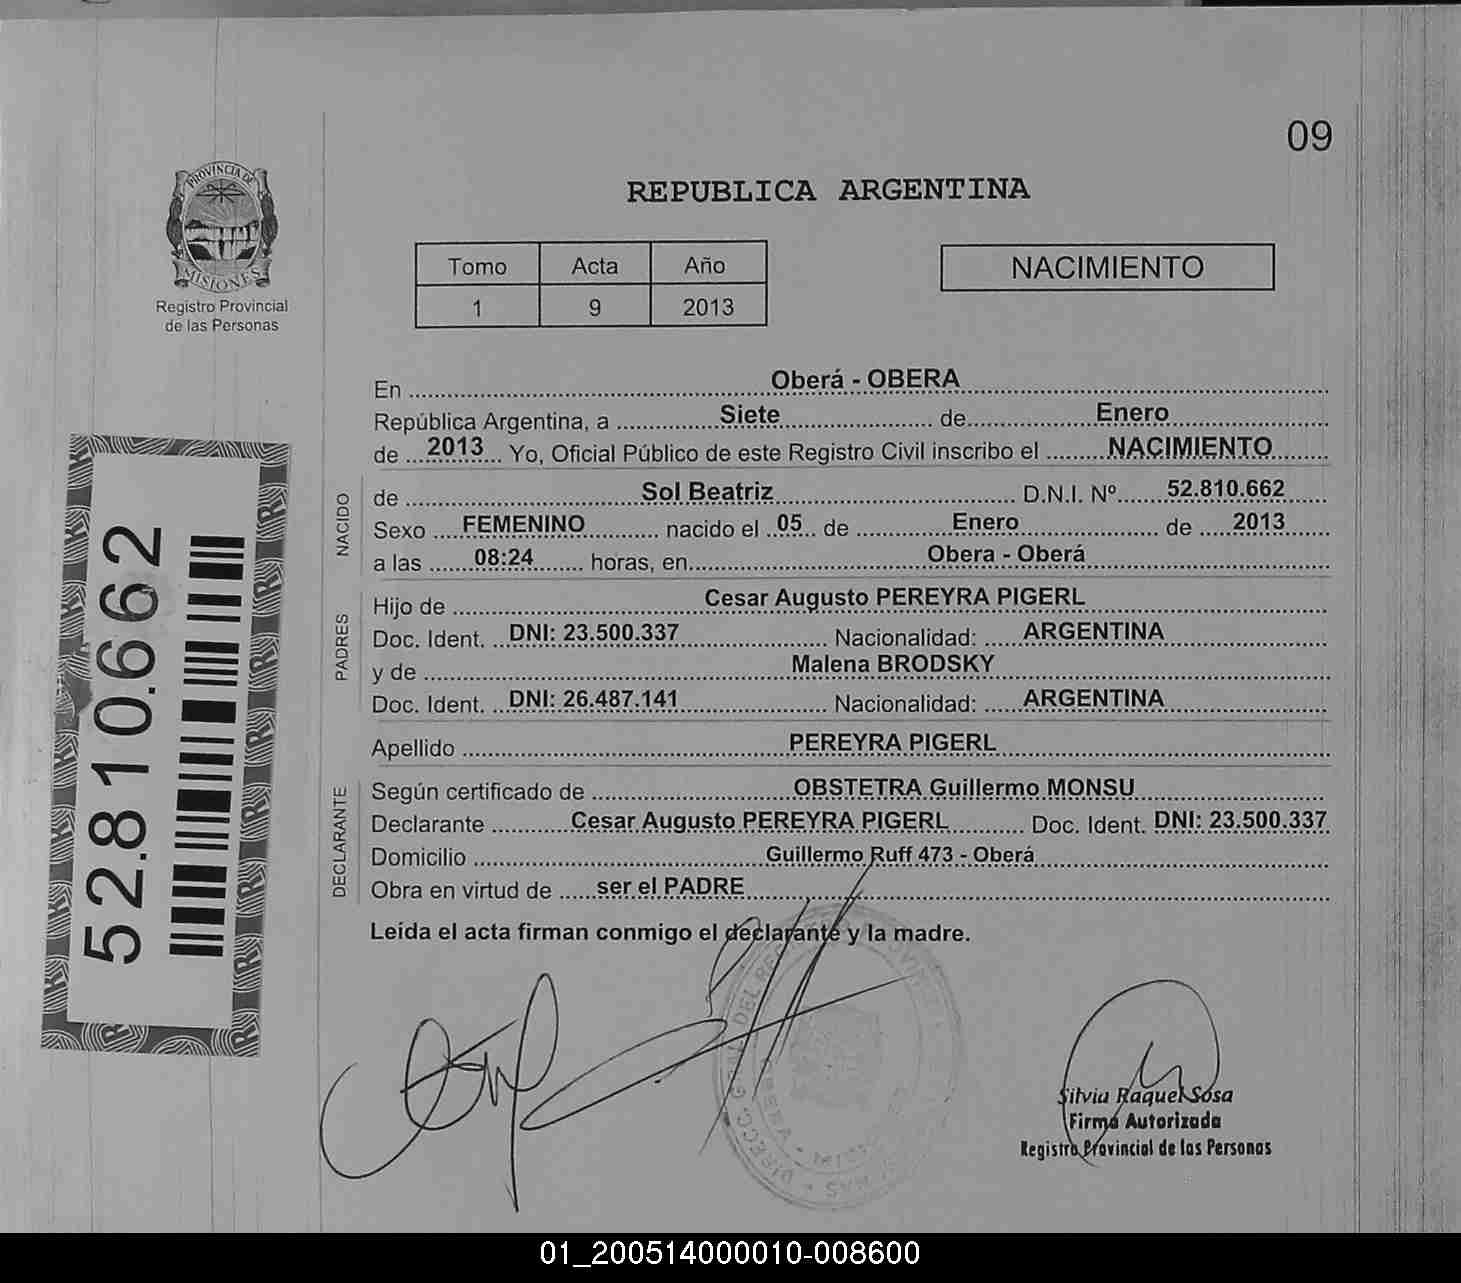 09
PROVINCIA DE
MISIONES
Registro Provincial
de las Personas
REPUBLICA ARGENTINA
Tomo Acta Año
1 9 2013
NACIMIENTO
En Oberá - OBERA
República Argentina, a Siete de Enero
de 2013 Yo, Oficial Público de este Registro Civil inscribo el NACIMIENTO
NACIDO
de Sol Beatriz D.N.I. Nº 52.810.662
Sexo FEMENINO nacido el 05 de Enero de 2013
a las 08:24 horas, en Obera - Oberá
PADRES
Hijo de Cesar Augusto PEREYRA PIGERL
Doc. Ident. DNI: 23.500.337 Nacionalidad: ARGENTINA
y de Malena BRODSKY
Doc. Ident. DNI: 26.487.141 Nacionalidad: ARGENTINA
Apellido PEREYRA PIGERL
DECLARANTE
Según certificado de OBSTETRA Guillermo MONSU
Declarante Cesar Augusto PEREYRA PIGERL Doc. Ident. DNI: 23.500.337
Domicilio Guillermo Ruff 473 - Oberá
Obra en virtud de ser el PADRE
Leída el acta firman conmigo el declarante y la madre.
52.810.662
Silvia Raquel Sosa
Firma Autorizada
Registro Provincial de las Personas
01_200514000010-008600